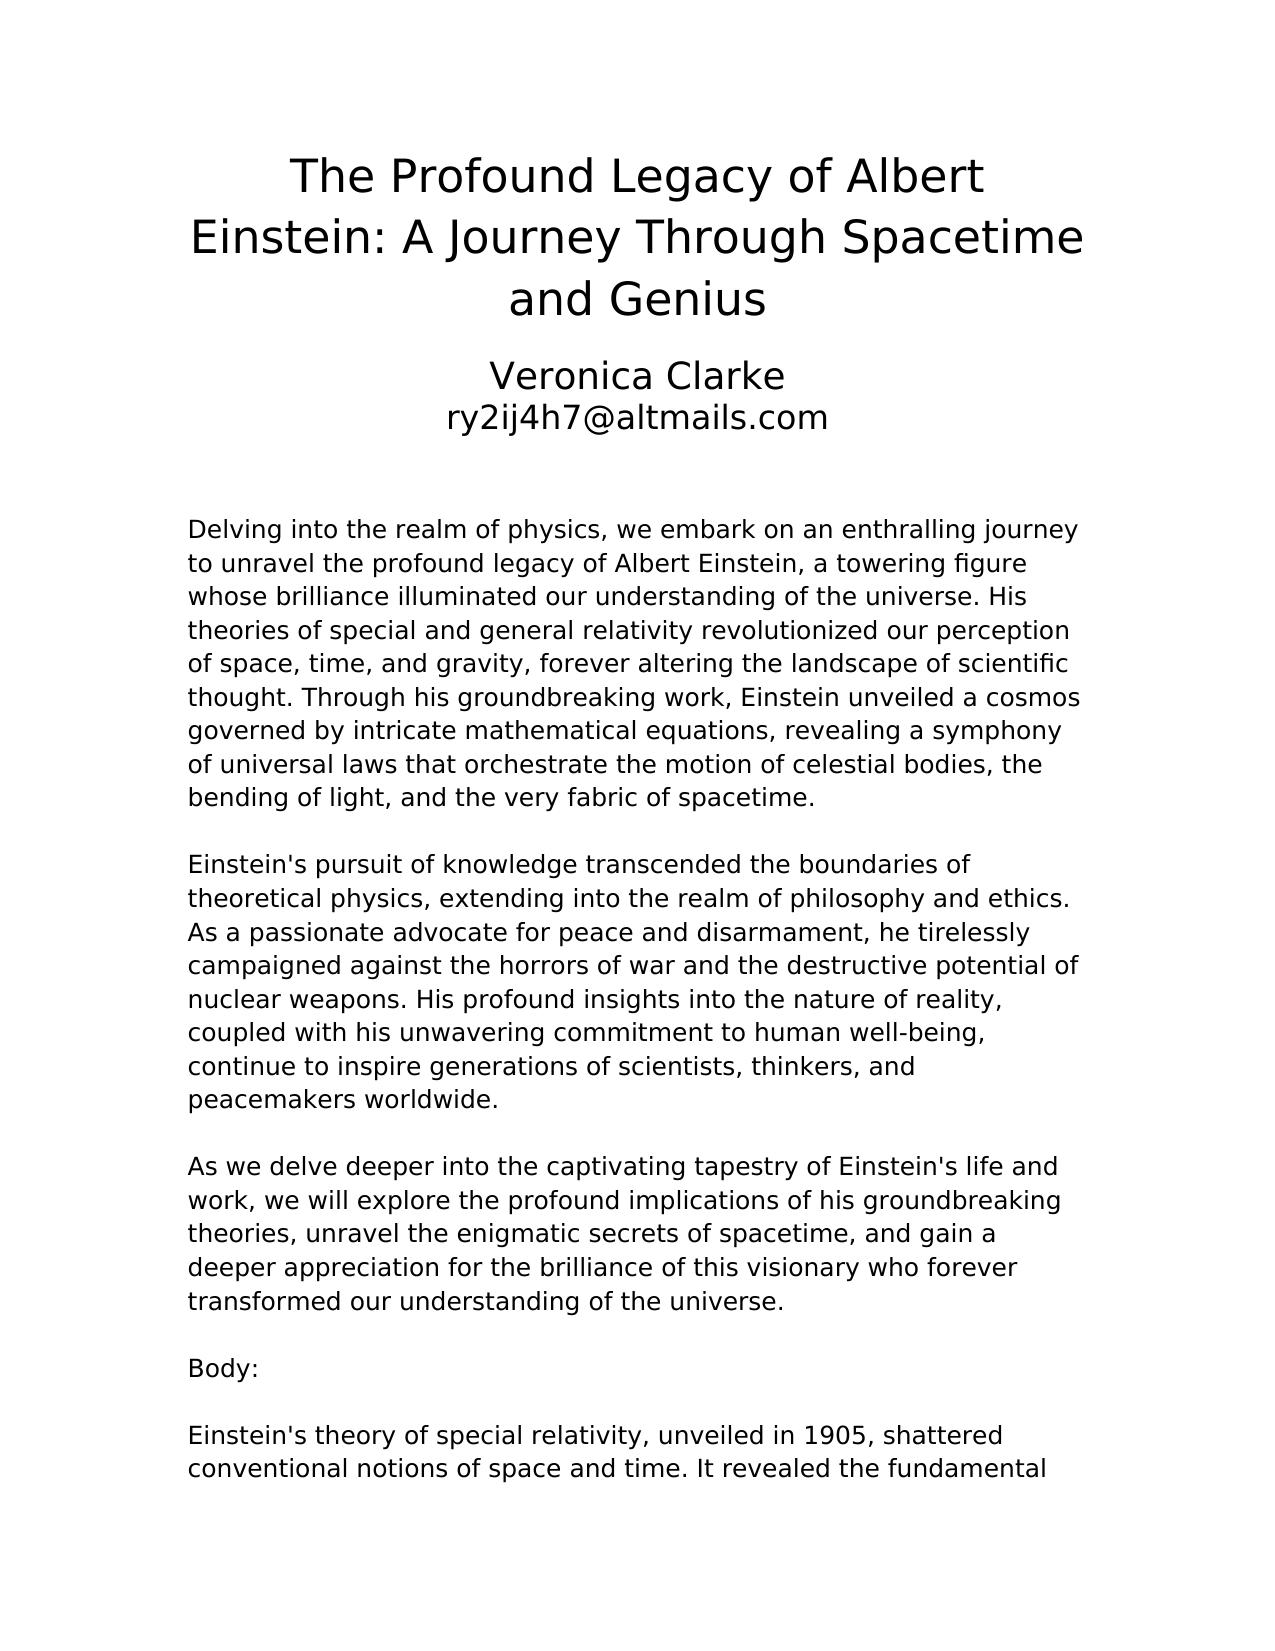 The Profound Legacy of Albert
Einstein: A Journey Through Spacetime
and Genius
Veronica Clarke
ry2ij4h7@altmails.com
Delving into the realm of physics, we embark on an enthralling journey
to unravel the profound legacy of Albert Einstein, a towering figure
whose brilliance illuminated our understanding of the universe. His
theories of special and general relativity revolutionized our perception
of space, time, and gravity, forever altering the landscape of scientific
thought. Through his groundbreaking work, Einstein unveiled a cosmos
governed by intricate mathematical equations, revealing a symphony
of universal laws that orchestrate the motion of celestial bodies, the
bending of light, and the very fabric of spacetime.
Einstein's pursuit of knowledge transcended the boundaries of
theoretical physics, extending into the realm of philosophy and ethics.
As a passionate advocate for peace and disarmament, he tirelessly
campaigned against the horrors of war and the destructive potential of
nuclear weapons. His profound insights into the nature of reality,
coupled with his unwavering commitment to human well-being,
continue to inspire generations of scientists, thinkers, and
peacemakers worldwide.
As we delve deeper into the captivating tapestry of Einstein's life and
work, we will explore the profound implications of his groundbreaking
theories, unravel the enigmatic secrets of spacetime, and gain a
deeper appreciation for the brilliance of this visionary who forever
transformed our understanding of the universe.
Body:
Einstein's theory of special relativity, unveiled in 1905, shattered
conventional notions of space and time. It revealed the fundamental